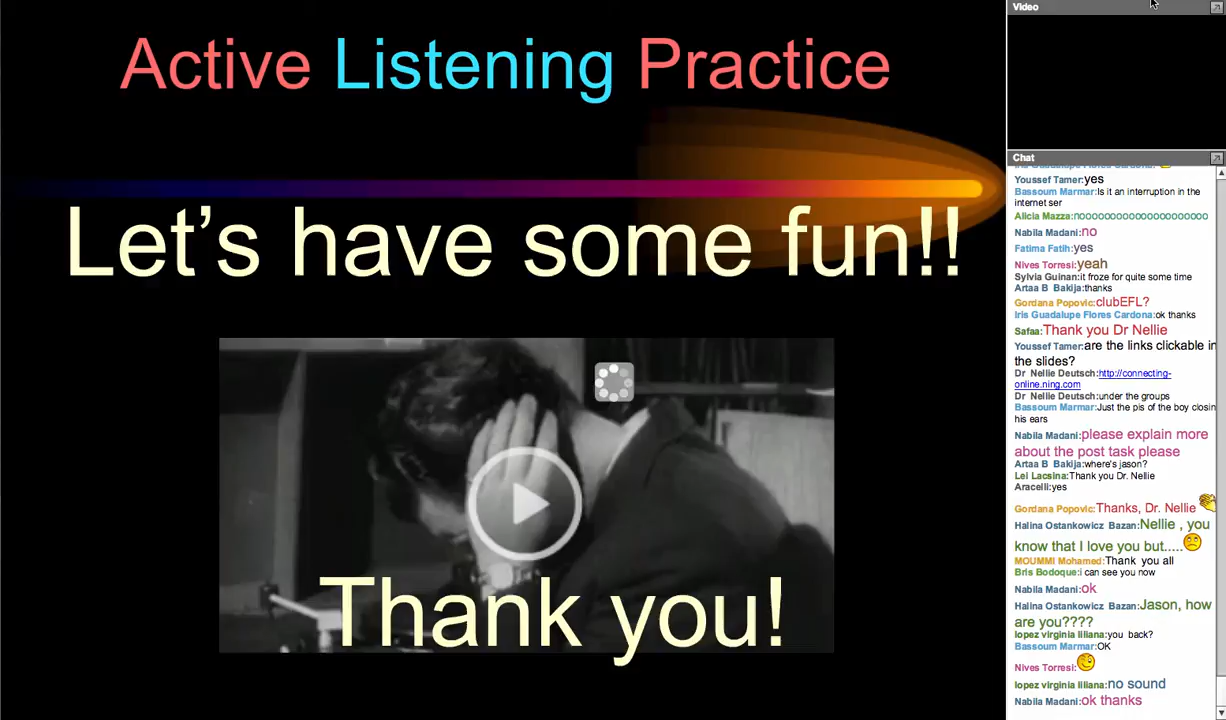 Active Listening Practice
Let's have some fun!!
Thank you!
Video
Chat
Youssef Tamer:yes
Bassoum Marmar:Is it an interruption in the
internet ser
Alicia Mazza:nooooooooooooooooooooo
Nabila Madani:no
Fatima Fatih:yes
Nives Torresi:yeah
Sylvia Guinan:it froze for quite some time
Artaa B Bakija:thanks
Gordana Popovic:clubEFL?
Iris Guadalupe Flores Cardona:ok thanks
Safaa:Thank you Dr Nellie
Youssef Tamer:are the links clickable in
the slides?
Dr Nellie Deutsch:http://connecting-
online.ning.com
Dr Nellie Deutsch:under the groups
Bassoum Marmar:Just the pis of the boy closin
his ears
Nabila Madani:please explain more
about the post task please
Artaa B Bakija:where's jason?
Lei Lacsina:Thank you Dr. Nellie
Aracelli:yes
Gordana Popovic:Thanks, Dr. Nellie
Halina Ostankowicz Bazan:Nellie , you
know that I love you but.....
MOUMMI Mohamed:Thank you all
Bris Bodoque:i can see you now
Nabila Madani:ok
Halina Ostankowicz Bazan:Jason, how
are you????
lopez virginia liliana:you back?
Bassoum Marmar:OK
Nives Torresi:
lopez virginia liliana:no sound
Nabila Madani:ok thanks